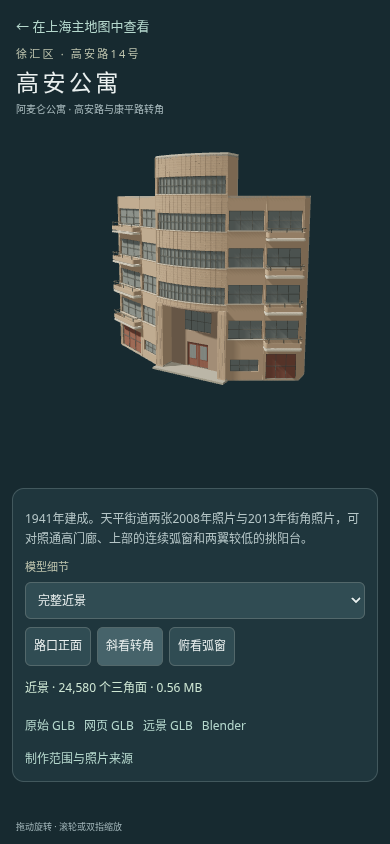 ← 在上海主地图中查看
徐汇区 · 高安路14号
高安公寓
阿麦仑公寓 · 高安路与康平路转角
1941年建成。天平街道两张2008年照片与2013年街角照片，可
对照通高门廊、上部的连续弧窗和两翼较低的挑阳台。
模型细节
完整近景
路口正面 斜看转角 俯看弧窗
近景 · 24,580 个三角面 · 0.56 MB
原始 GLB 网页 GLB 远景 GLB Blender
制作范围与照片来源
拖动旋转 · 滚轮或双指缩放